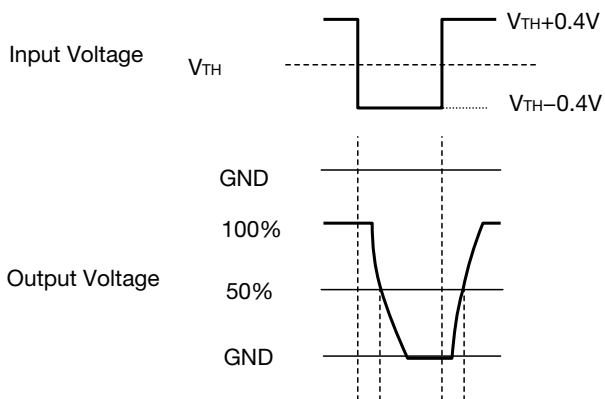 VTH+0.4V
Input Voltage
VTH
VTH−0.4V
GND
100%
Output Voltage
50%
GND